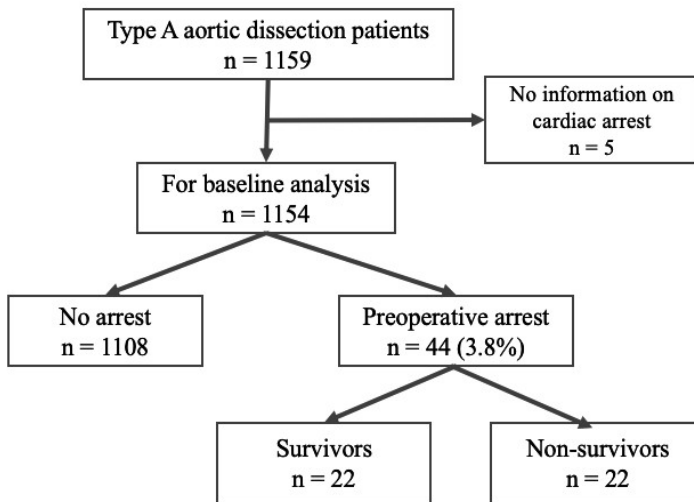 Type A aortic dissection patients
n = 1159
No information on
cardiac arrest
n = 5
For baseline analysis
n = 1154
No arrest
n = 1108
Preoperative arrest
n = 44 (3.8%)
Survivors
n = 22
Non-survivors
n = 22